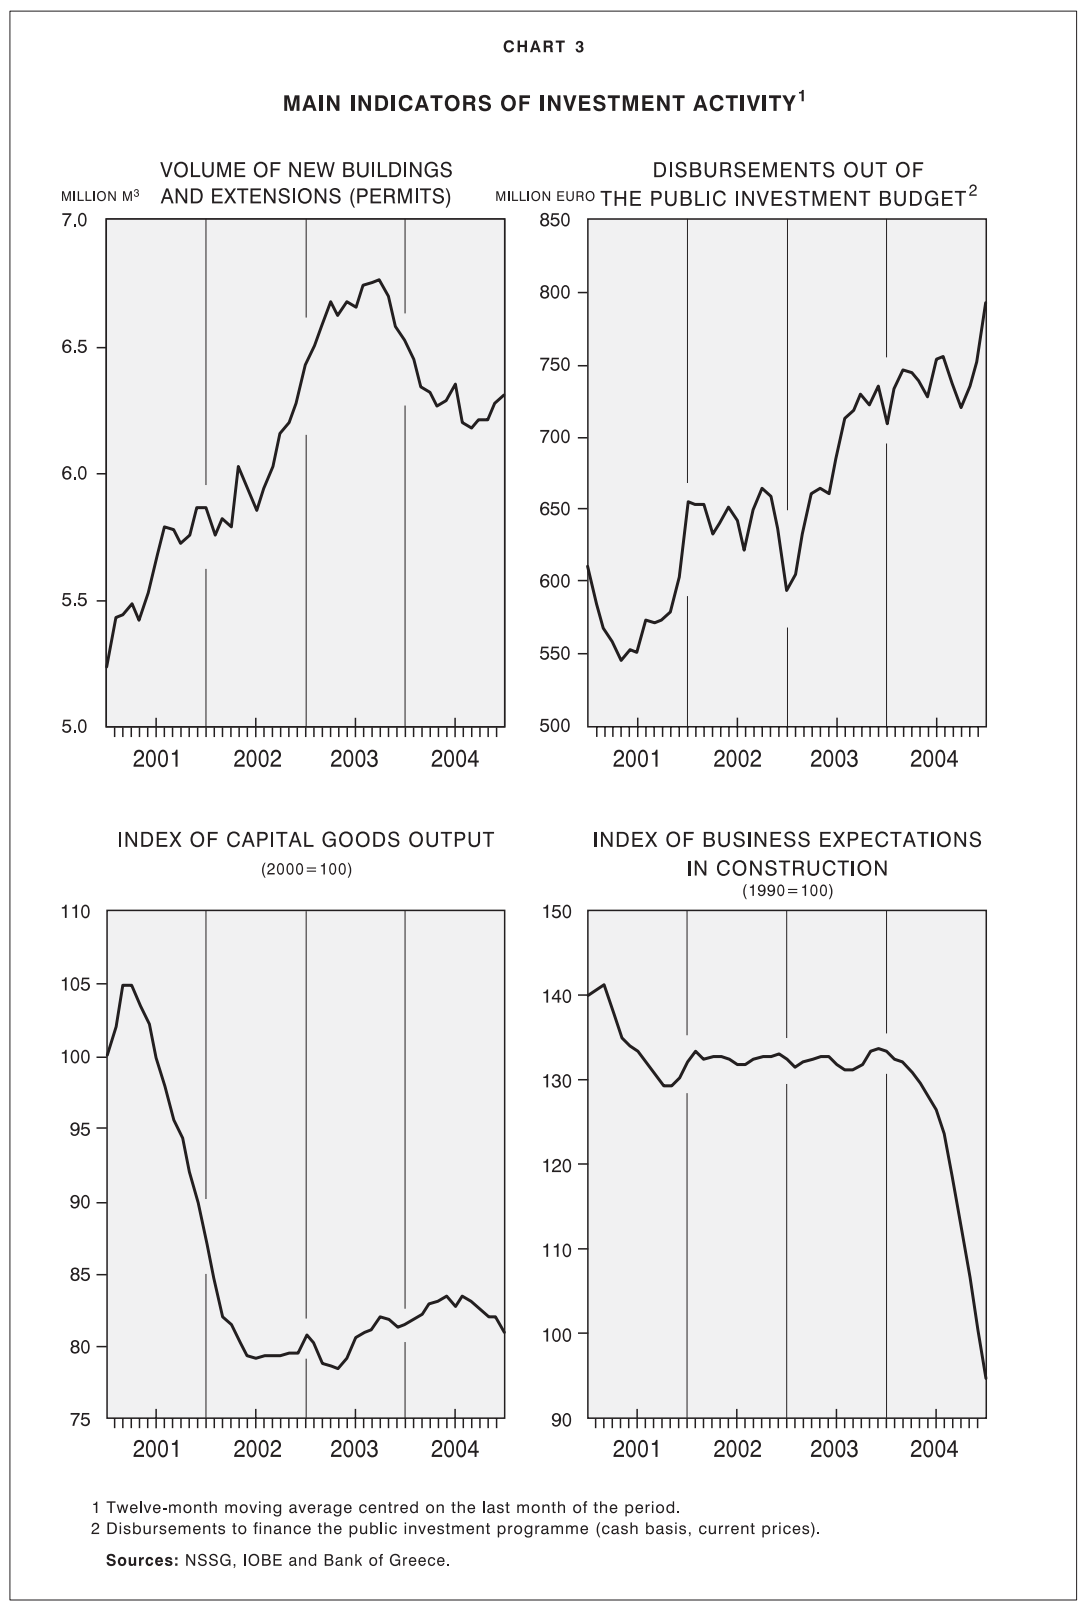 CHART 3
MAIN INDICATORS OF INVESTMENT ACTIVITY1
VOLUME OF NEW BUILDINGS
MILLION M3 AND EXTENSIONS (PERMITS)
7.0
6.5
6.0
5.5
5.0
2001 2002 2003 2004
DISBURSEMENTS OUT OF
MILLION EURO THE PUBLIC INVESTMENT BUDGET2
850
800
750
700
650
600
550
500
2001 2002 2003 2004
INDEX OF CAPITAL GOODS OUTPUT
(2000=100)
110
105
100
95
90
85
80
75
2001 2002 2003 2004
INDEX OF BUSINESS EXPECTATIONS
IN CONSTRUCTION
(1990=100)
150
140
130
120
110
100
90
2001 2002 2003 2004
1 Twelve-month moving average centred on the last month of the period.
2 Disbursements to finance the public investment programme (cash basis, current prices).
Sources: NSSG, IOBE and Bank of Greece.